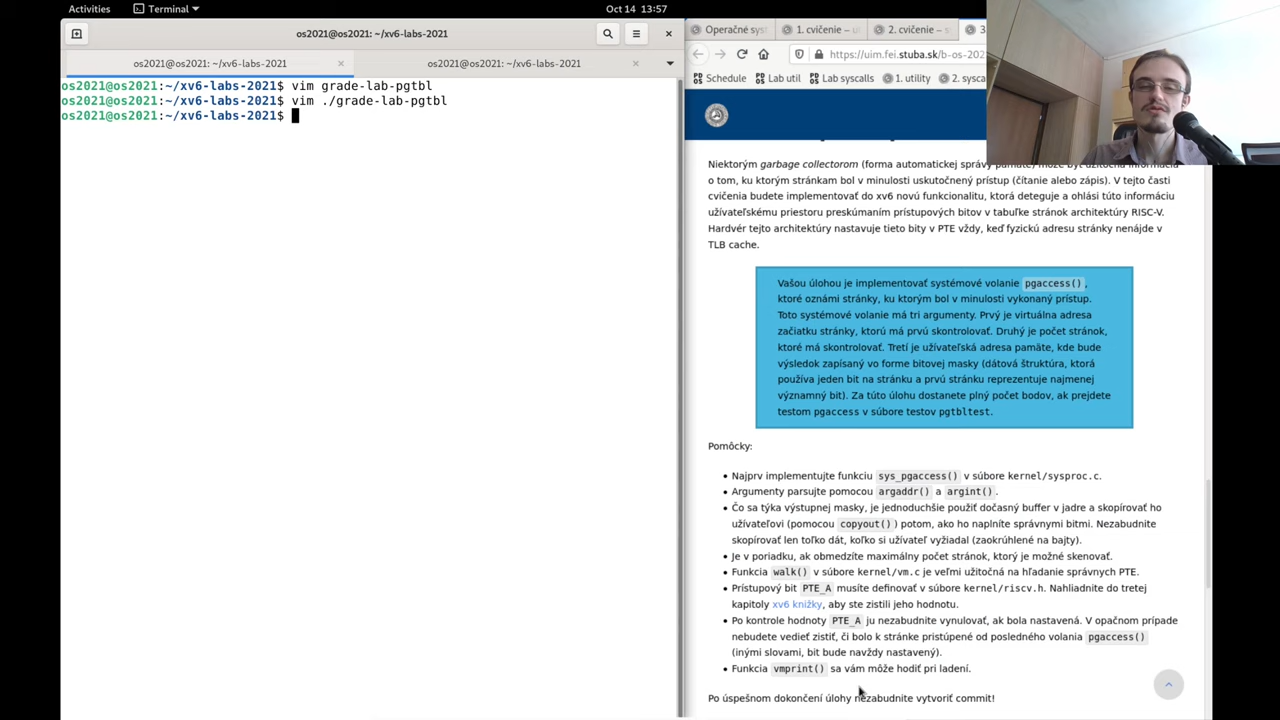 Activities
Terminal
Oct 14 13:57
os2021@os2021: ~/xv6-labs-2021
os2021@os2021: ~/xv6-labs-2021
os2021@os2021: ~/xv6-labs-2021
os2021@os2021:~/xv6-labs-2021$ vim grade-lab-pgtbl
os2021@os2021:~/xv6-labs-2021$ vim ./grade-lab-pgtbl
os2021@os2021:~/xv6-labs-2021$
Operačné sys
1. cvičenie –
2. cvičenie –
3
https://uim.fei.stuba.sk/b-os-202
Schedule
Lab util
Lab syscalls
1. utility
2. sysca
Niektorým garbage collectorom (forma automatickej správy pamäte) môže byť užitočná informácia
o tom, ku ktorým stránkam bol v minulosti uskutočnený prístup (čítanie alebo zápis). V tejto časti
cvičenia budete implementovať do xv6 novú funkcionalitu, ktorá deteguje a ohlási túto informáciu
užívateľskému priestoru preskúmaním prístupových bitov v tabuľke stránok architektúry RISC-V.
Hardvér tejto architektúry nastavuje tieto bity v PTE vždy, keď fyzickú adresu stránky nenájde v
TLB cache.
Vašou úlohou je implementovať systémové volanie pgaccess(),
ktoré oznámi stránky, ku ktorým bol v minulosti vykonaný prístup.
Toto systémové volanie má tri argumenty. Prvý je virtuálna adresa
začiatku stránky, ktorú má prvú skontrolovať. Druhý je počet stránok,
ktoré má skontrolovať. Tretí je užívateľská adresa pamäte, kde bude
výsledok zapísaný vo forme bitovej masky (dátová štruktúra, ktorá
používa jeden bit na stránku a prvú stránku reprezentuje najmenej
významný bit). Za túto úlohu dostanete plný počet bodov, ak prejdete
testom pgaccess v súbore testov pgtbltest.
Pomôcky:
• Najprv implementujte funkciu sys_pgaccess() v súbore kernel/sysproc.c.
• Argumenty parsujte pomocou argaddr() a argint().
• Čo sa týka výstupnej masky, je jednoduchšie použiť dočasný buffer v jadre a skopírovať ho
užívateľovi (pomocou copyout()) potom, ako ho naplníte správnymi bitmi. Nezabudnite
skopírovať len toľko dát, koľko si užívateľ vyžiadal (zaokrúhlené na bajty).
• Je v poriadku, ak obmedzíte maximálny počet stránok, ktorý je možné skenovať.
• Funkcia walk() v súbore kernel/vm.c je veľmi užitočná na hľadanie správnych PTE.
• Prístupový bit PTE_A musíte definovať v súbore kernel/riscv.h. Nahliadnite do tretej
kapitoly xv6 knižky, aby ste zistili jeho hodnotu.
• Po kontrole hodnoty PTE_A ju nezabudnite vynulovať, ak bola nastavená. V opačnom prípade
nebudete vedieť zistiť, či bolo k stránke pristúpené od posledného volania pgaccess()
(inými slovami, bit bude navždy nastavený).
• Funkcia vmprint() sa vám môže hodiť pri ladení.
Po úspešnom dokončení úlohy nezabudnite vytvoriť commit!